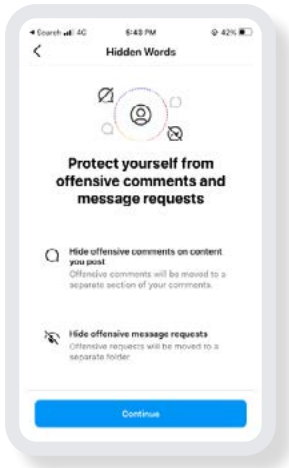 Search 4G 5:43 PM 42%
Hidden Words
Protect yourself from
offensive comments and
message requests
Hide offensive comments on content
you post
Offensive comments will be moved to a
separate section of your comments.
Hide offensive message requests
Offensive requests will be moved to a
separate folder.
Continue